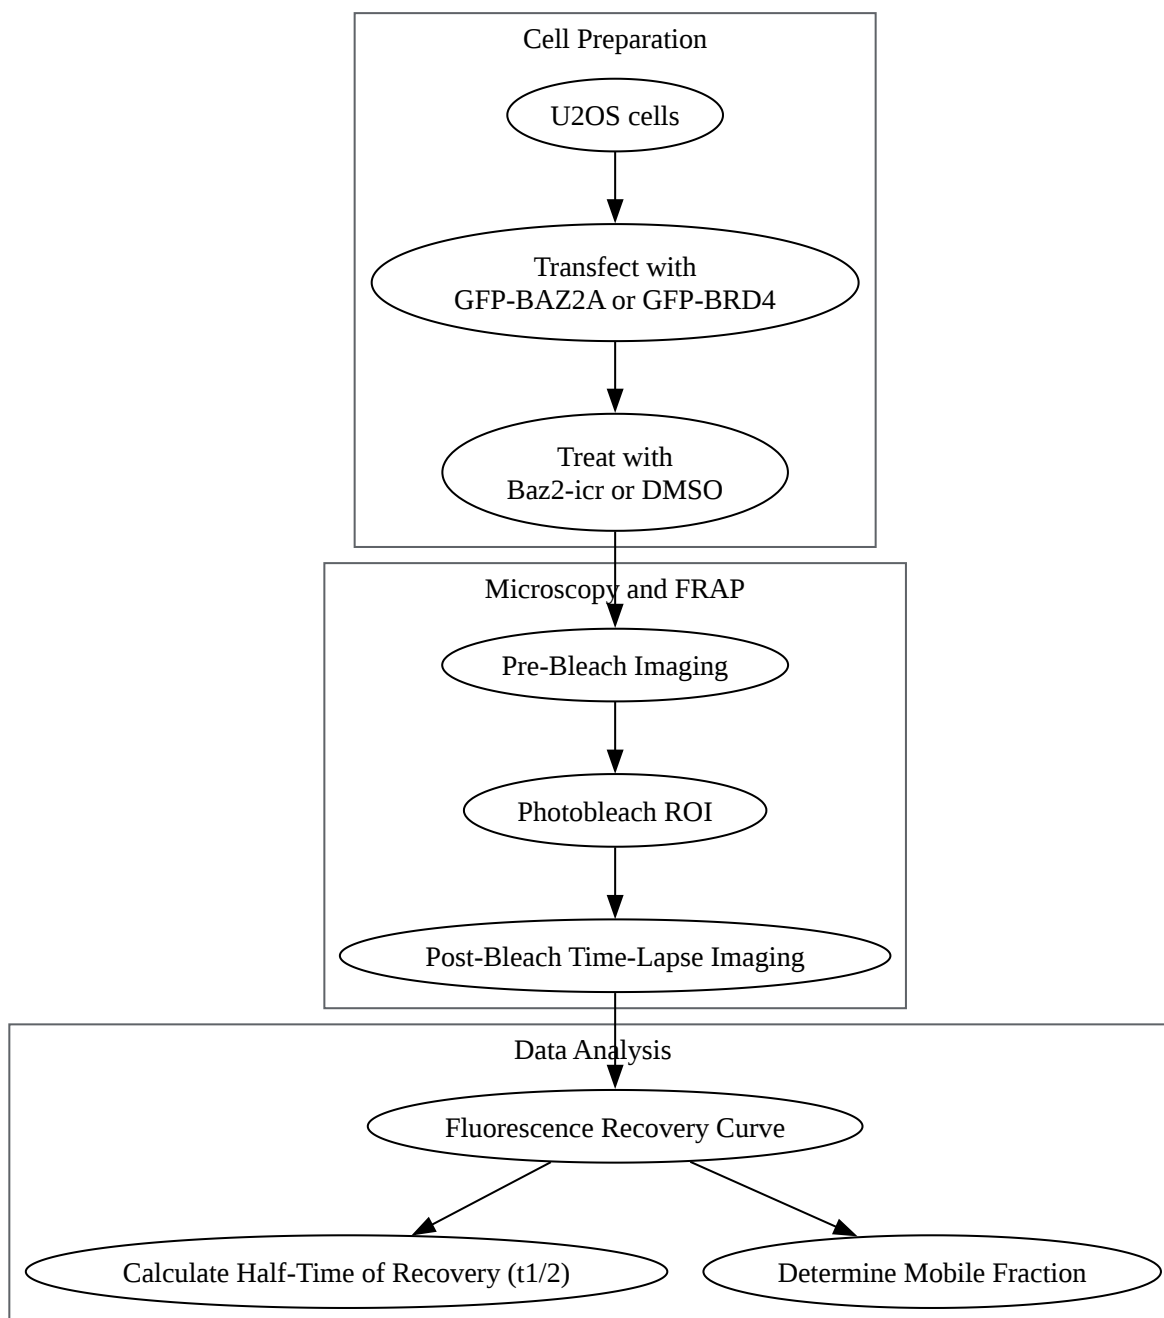 Cell Preparation
U2OS cells
Transfect with
GFP-BAZ2A or GFP-BRD4
Treat with
Baz2-icr or DMSO
Microscopy and FRAP
Pre-Bleach Imaging
Photobleach ROI
Post-Bleach Time-Lapse Imaging
Data Analysis
Fluorescence Recovery Curve
Calculate Half-Time of Recovery (t1/2)
Determine Mobile Fraction